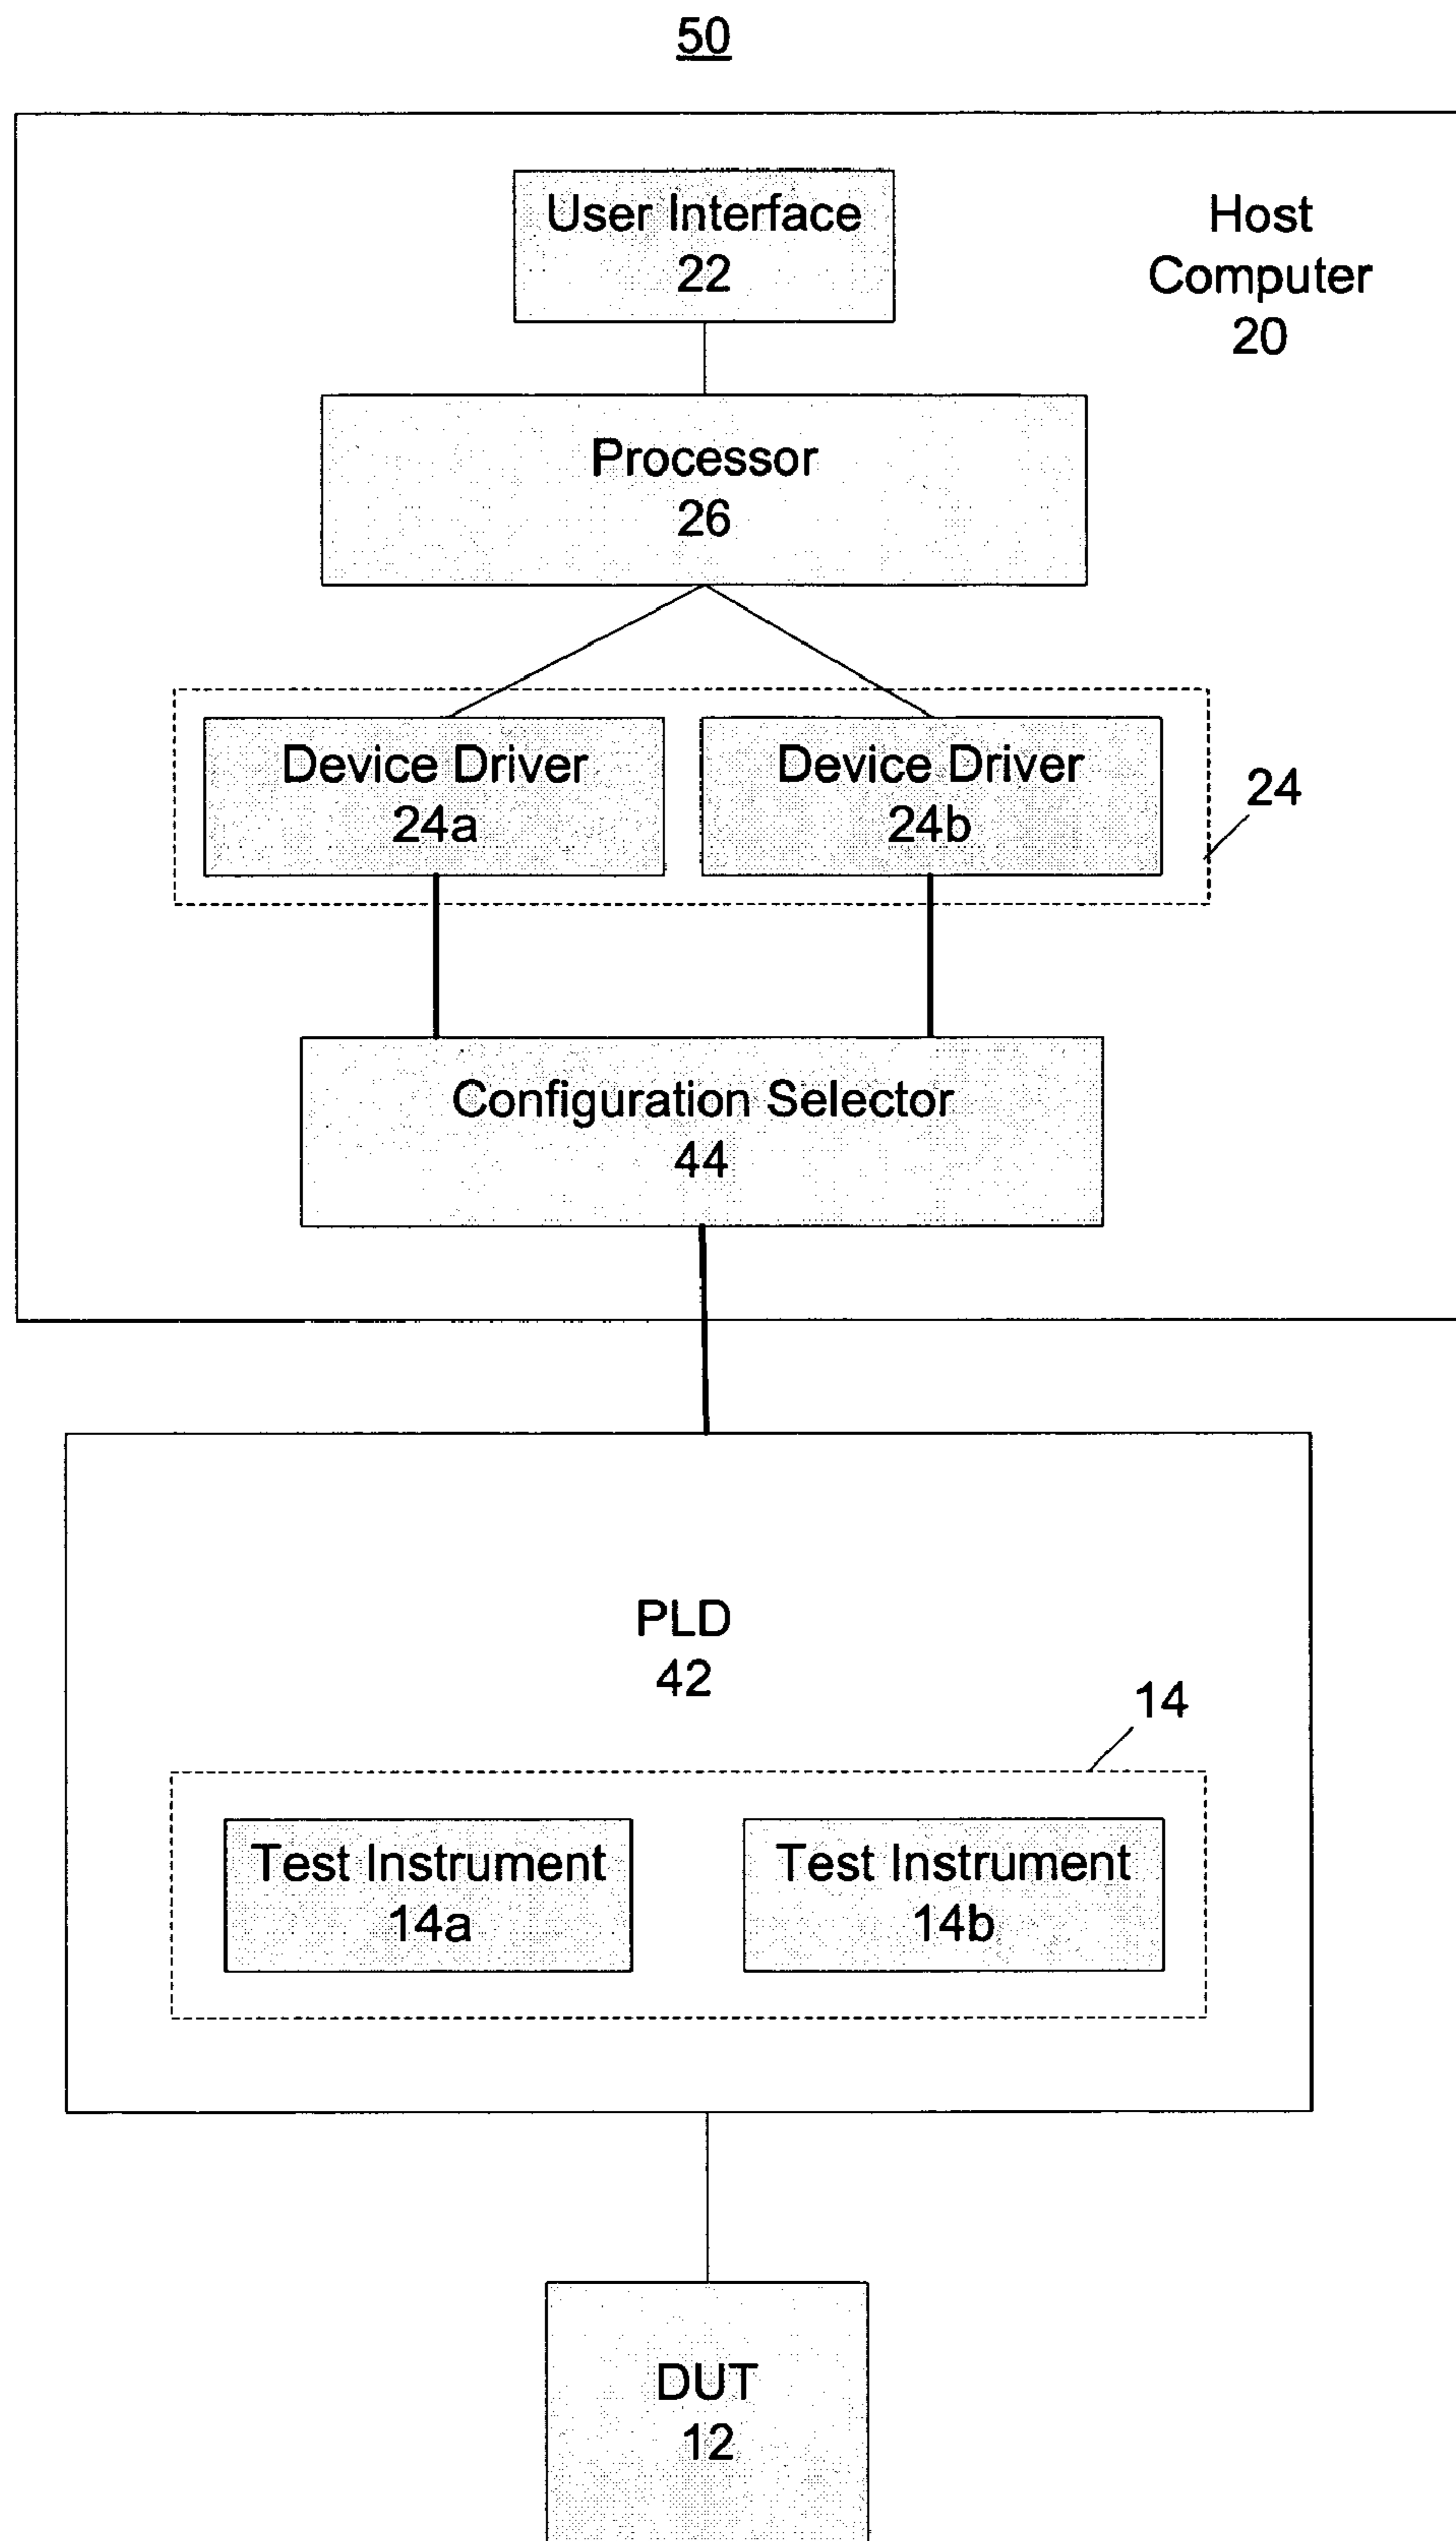 50
User Interface
22
Host
Computer
20
Processor
26
Device Driver
24a
Device Driver
24b
24
Configuration Selector
44
PLD
42
14
Test Instrument
14a
Test Instrument
14b
DUT
12